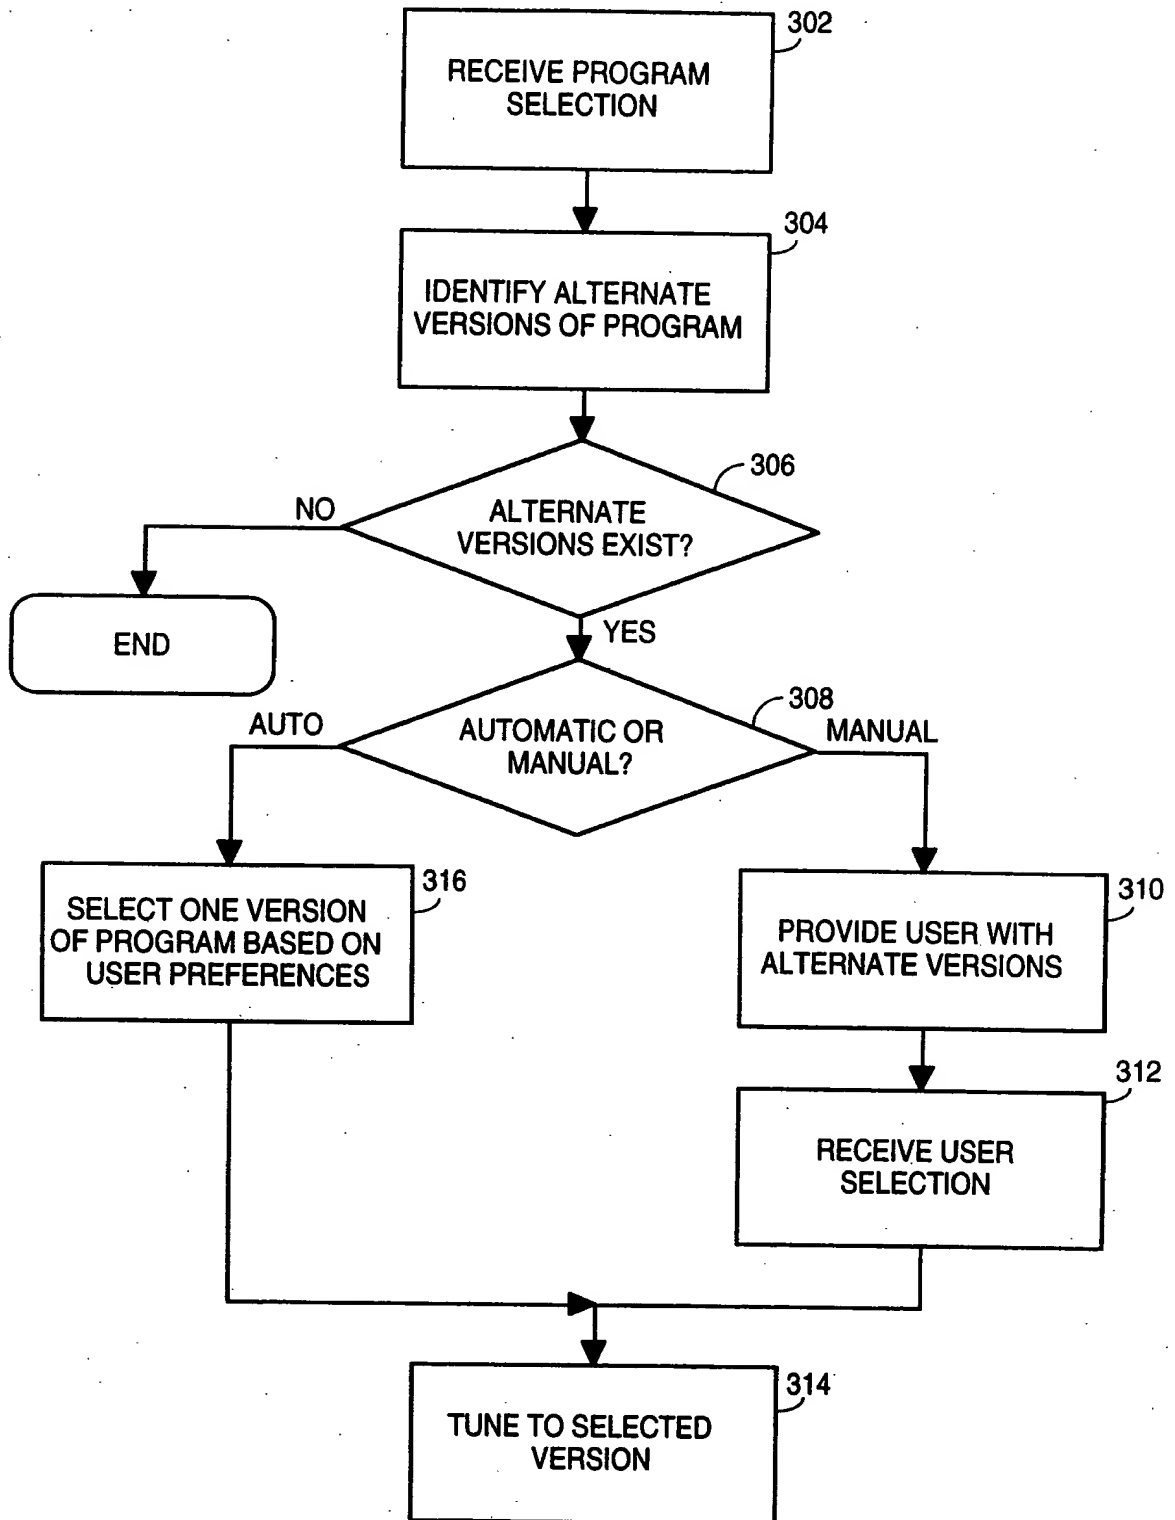 302
RECEIVE PROGRAM
SELECTION
304
IDENTIFY ALTERNATE
VERSIONS OF PROGRAM
306
NO
ALTERNATE
VERSIONS EXIST?
END
YES
308
AUTO
AUTOMATIC OR
MANUAL?
MANUAL
316
SELECT ONE VERSION
OF PROGRAM BASED ON
USER PREFERENCES
310
PROVIDE USER WITH
ALTERNATE VERSIONS
312
RECEIVE USER
SELECTION
314
TUNE TO SELECTED
VERSION